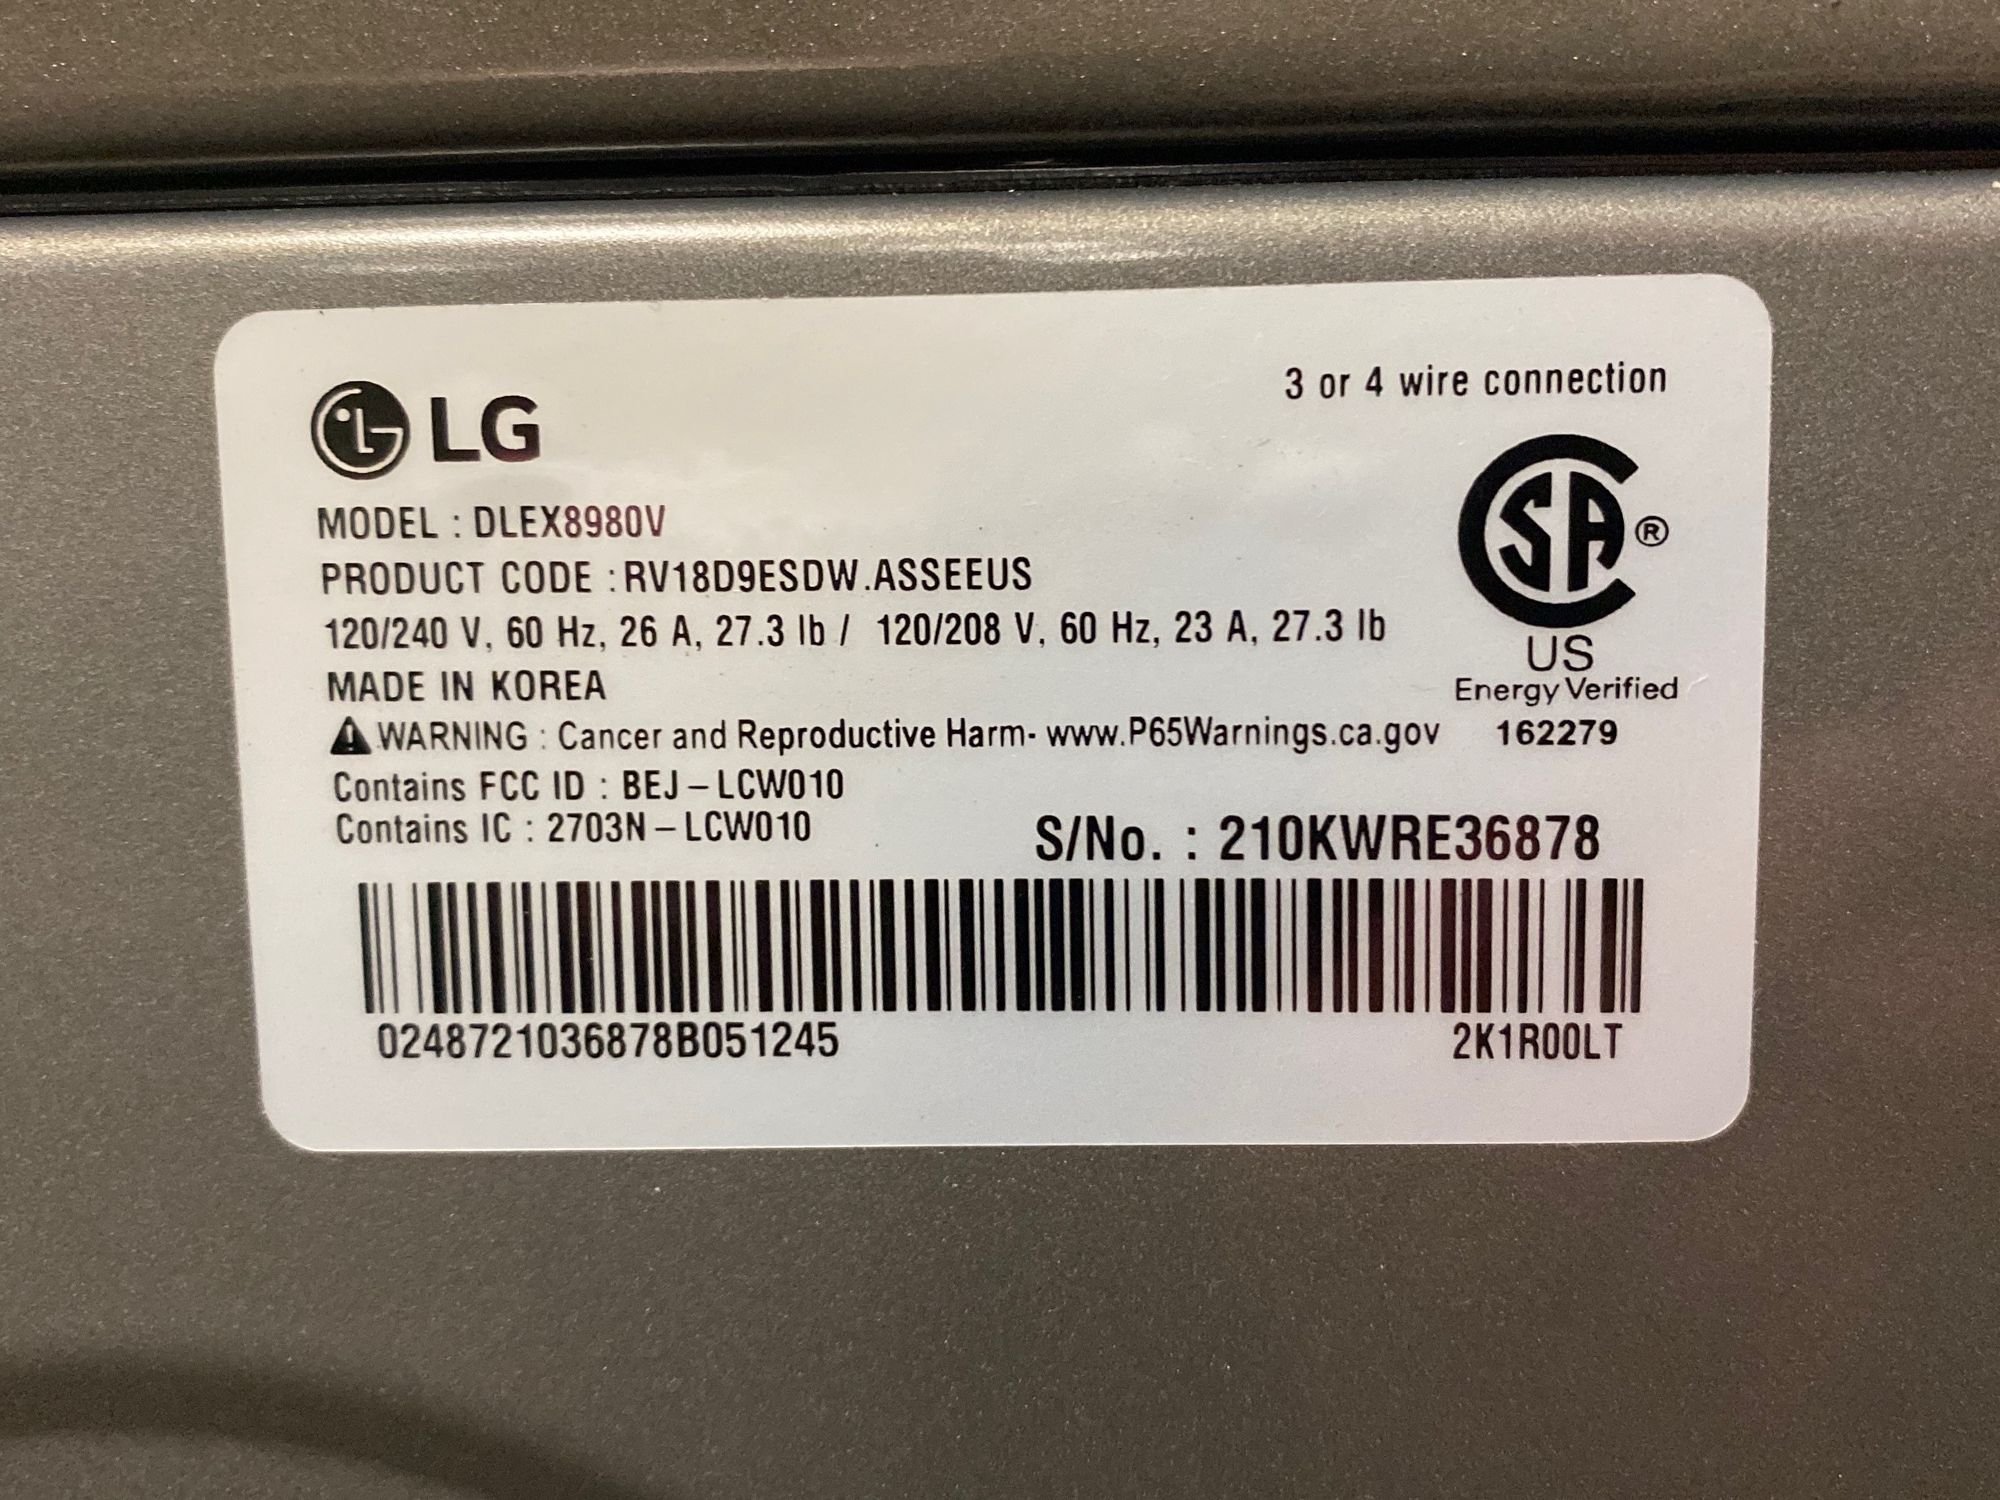 LG
3 or 4 wire connection
MODEL : DLEX8980V
PRODUCT CODE : RV18D9ESDW.ASSEEUS
120/240 V, 60 Hz, 26 A, 27.3 lb / 120/208 V, 60 Hz, 23 A, 27.3 lb
MADE IN KOREA
WARNING : Cancer and Reproductive Harm- www.P65Warnings.ca.gov
Contains FCC ID : BEJ – LCW010
Contains IC : 2703N – LCW010
SA ®
US
Energy Verified
162279
S/No. : 210KWRE36878
0248721036878B051245
2K1R00LT